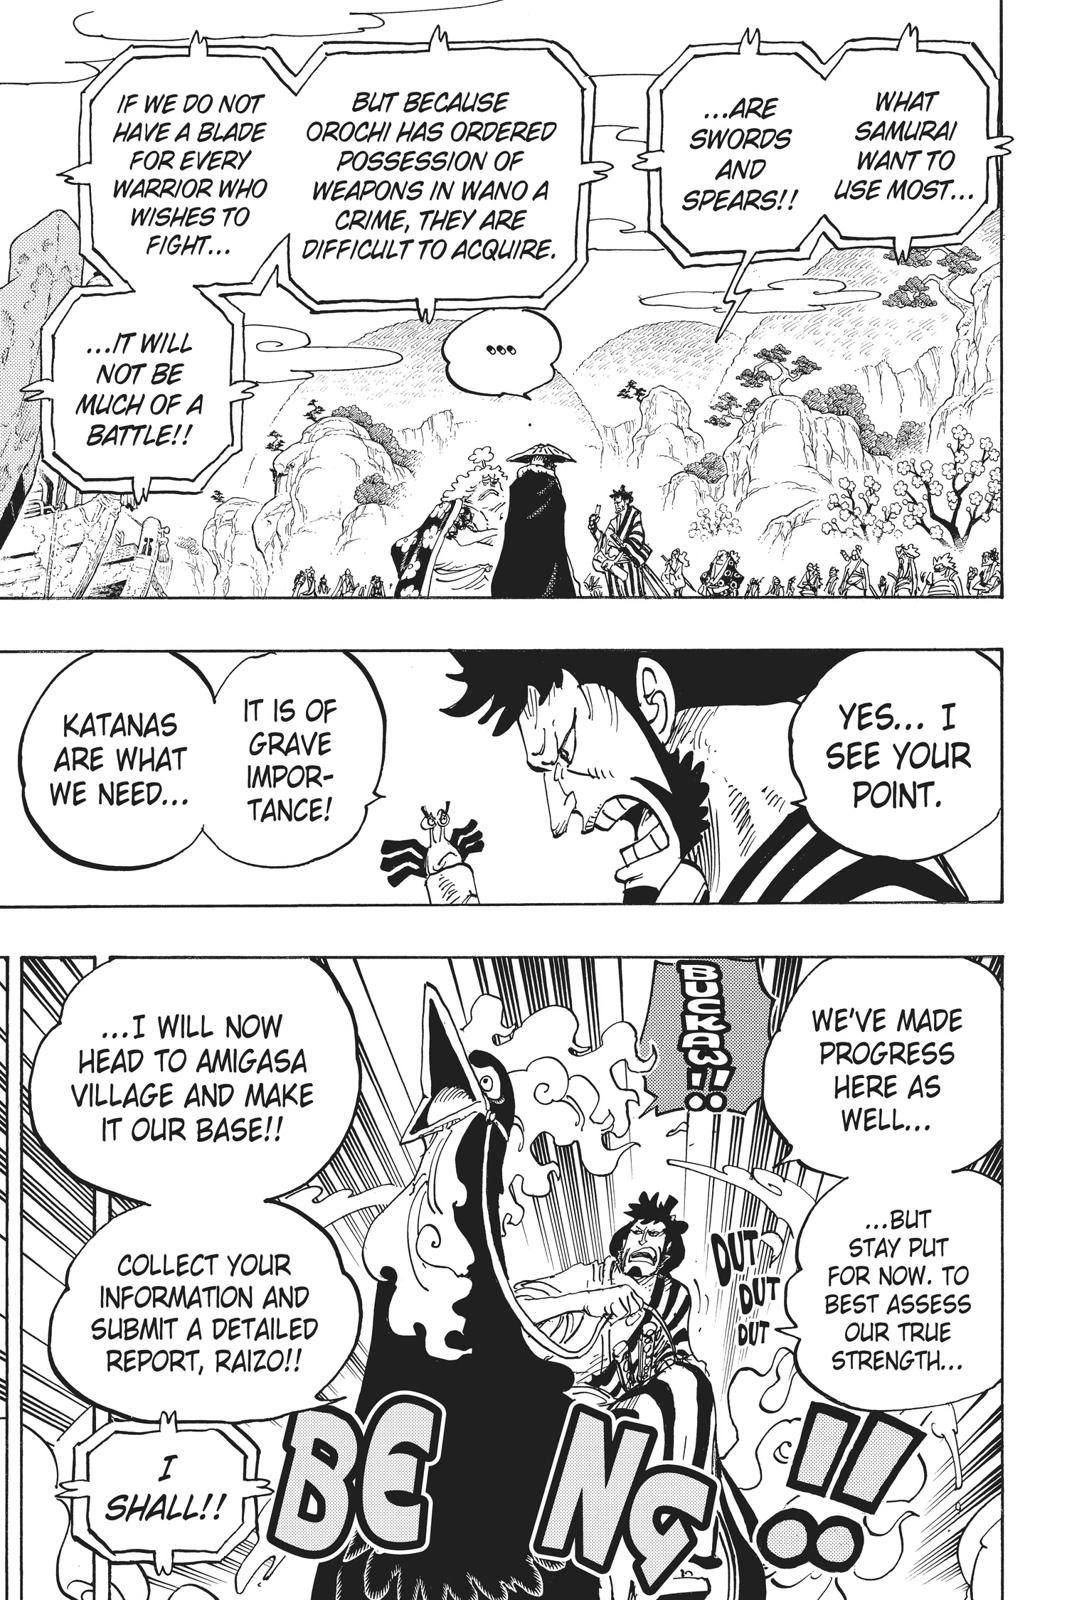 WHAT
SAMURAI
WANT TO
USE MOST...
...ARE
SWORDS
AND
SPEARS!!
BUT BECAUSE
OROCHI HAS ORDERED
POSSESSION OF
WEAPONS IN WANO A
CRIME, THEY ARE
DIFFICULT TO ACQUIRE.
IF WE DO NOT
HAVE A BLADE
FOR EVERY
WARRIOR WHO
WISHES TO
FIGHT...
...IT WILL
NOT BE
MUCH OF A
BATTLE!!
...
YES... I
SEE YOUR
POINT.
IT IS OF
GRAVE
IMPOR-
TANCE!
KATANAS
ARE WHAT
WE NEED...
WE'VE MADE
PROGRESS
HERE AS
WELL...
BUCKAW!!
...BUT
STAY PUT
FOR NOW. TO
BEST ASSESS
OUR TRUE
STRENGTH...
DUT
DUT
DUT
...I WILL NOW
HEAD TO AMIGASA
VILLAGE AND MAKE
IT OUR BASE!!
COLLECT YOUR
INFORMATION AND
SUBMIT A DETAILED
REPORT, RAIZO!!
I
SHALL!!
BENG!!